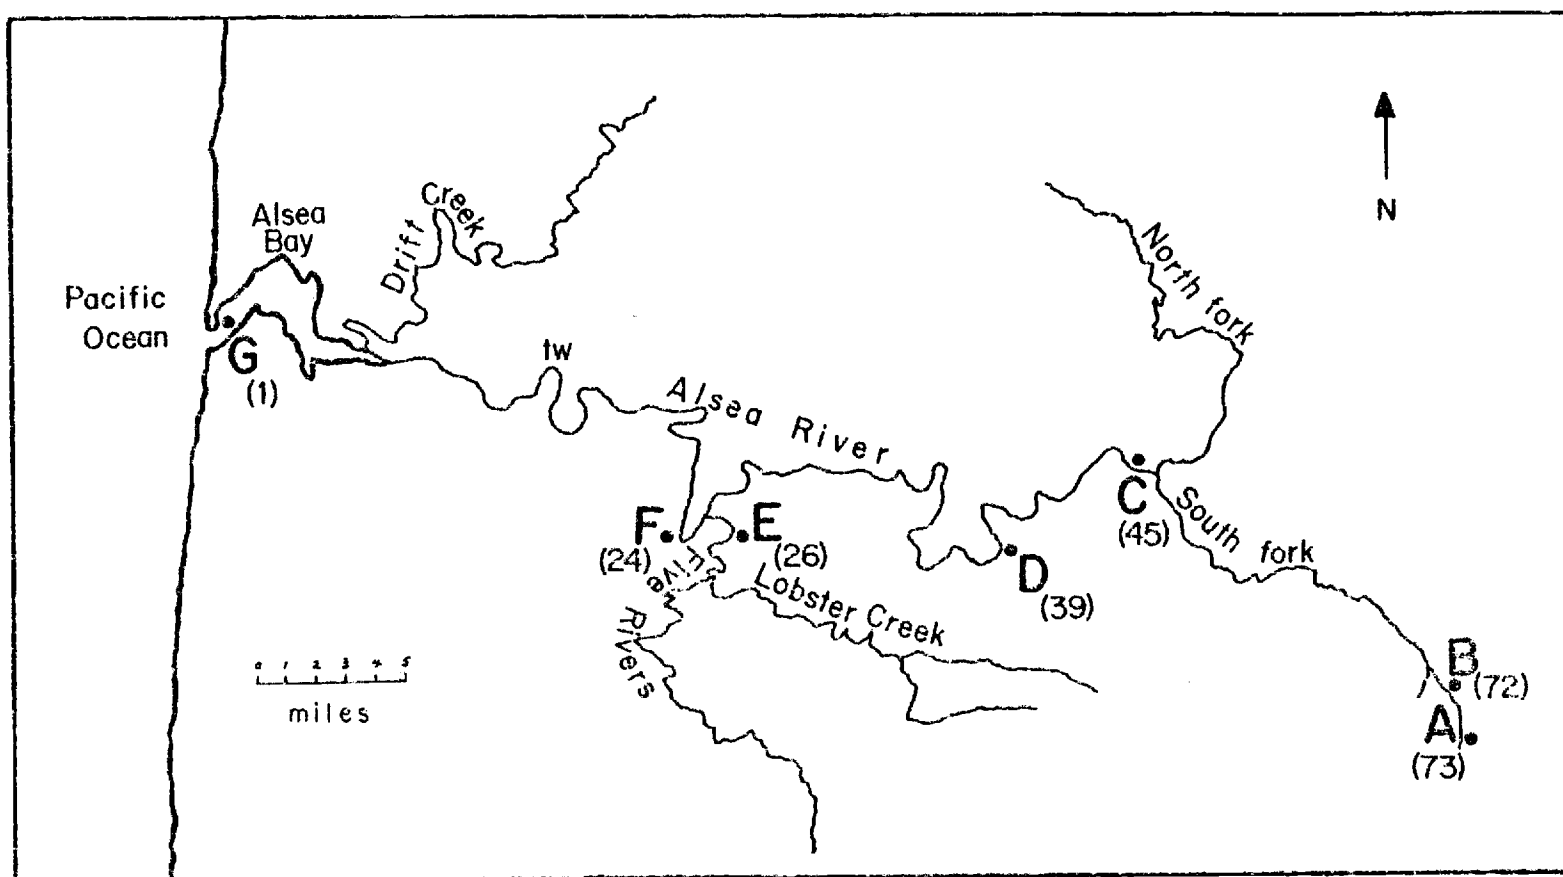 N
Drift
Creek
Alsea
Bay
Pacific
Ocean
G
(1)
tw
Alsea River
North fork
C
(45)
South fork
F
(24)
E
(26)
Five
Rivers
Lobster Creek
D
(39)
B
(72)
A
(73)
0 1 2 3 4 5
miles